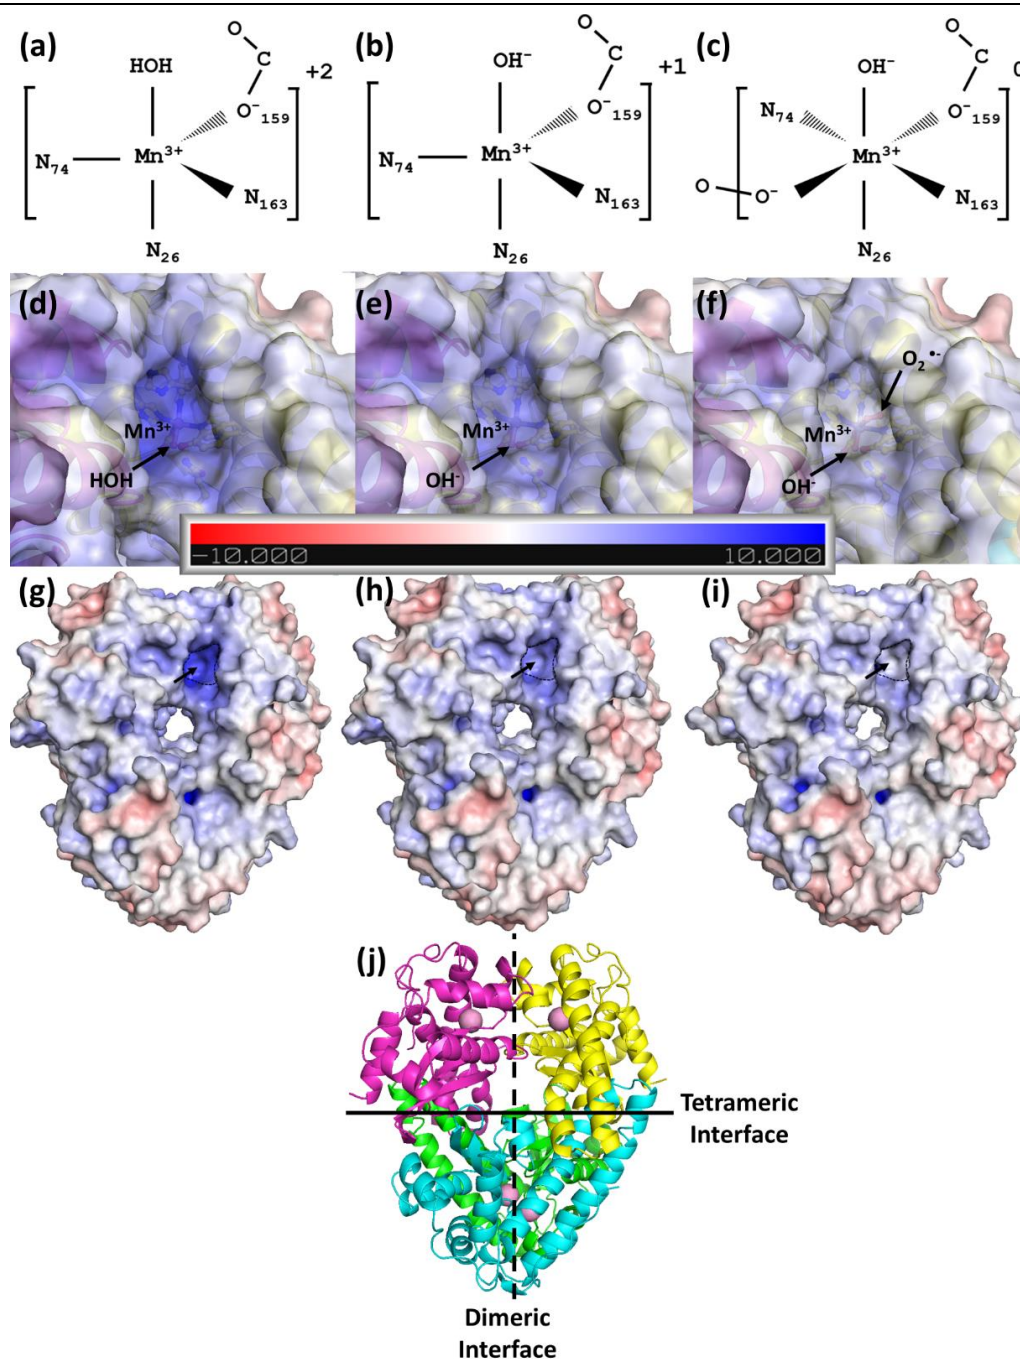 (a)
HOH
O
C
O⁻159
+2
N74
Mn³⁺
N163
N26
(b)
OH⁻
O
C
O⁻159
+1
N74
Mn³⁺
N163
N26
(c)
OH⁻
O
C
O⁻159
0
N74
Mn³⁺
O
O⁻
N163
N26
(d)
Mn³⁺
HOH
(e)
Mn³⁺
OH⁻
(f)
O₂•⁻
Mn³⁺
OH⁻
-10.000 10.000
(g)
(h)
(i)
(j)
Tetrameric
Interface
Dimeric
Interface